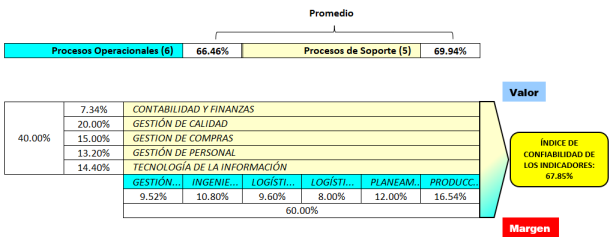 Promedio
Procesos Operacionales (6) 66.46% Procesos de Soporte (5) 69.94%
Valor
40.00%
7.34% CONTABILIDAD Y FINANZAS
20.00% GESTIÓN DE CALIDAD
15.00% GESTIÓN DE COMPRAS
13.20% GESTIÓN DE PERSONAL
14.40% TECNOLOGÍA DE LA INFORMACIÓN
GESTIÓN... INGENIE... LOGÍSTI... LOGÍSTI... PLANEAM... PRODUCC...
9.52% 10.80% 9.60% 8.00% 12.00% 16.54%
60.00%
ÍNDICE DE
CONFIABILIDAD DE
LOS INDICADORES:
67.85%
Margen